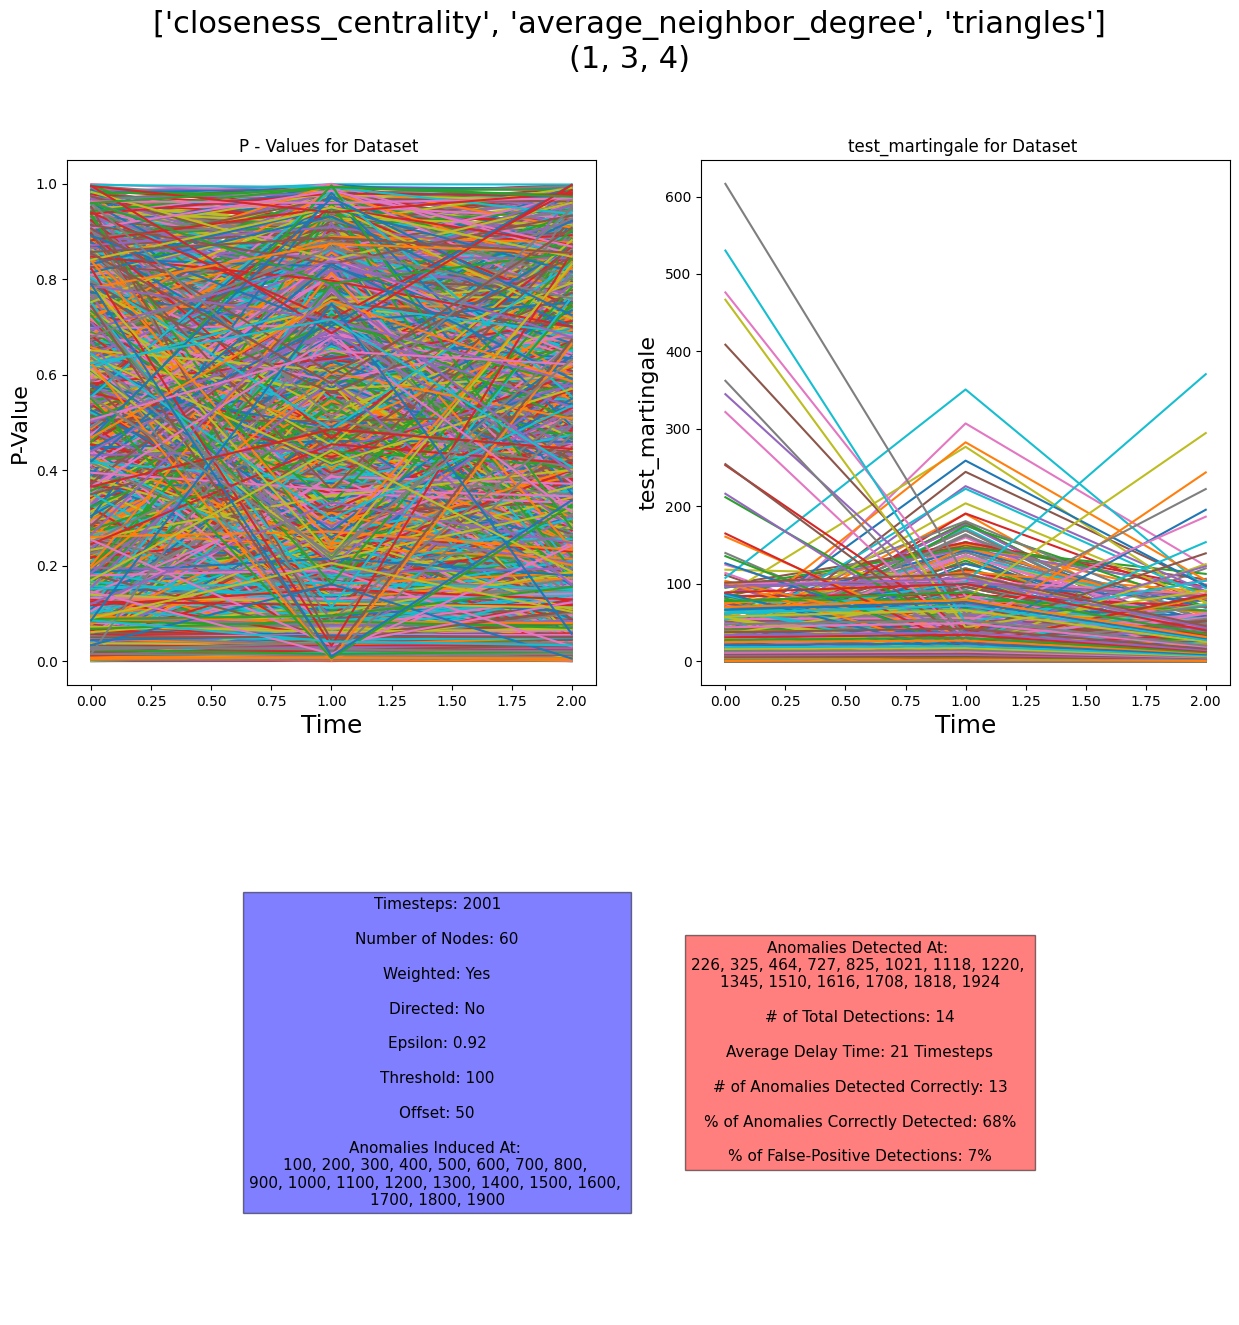 ['closeness_centrality', 'average_neighbor_degree', 'triangles']
(1, 3, 4)
P - Values for Dataset
1.0
0.8
0.6
0.4
0.2
0.0
P-Value
0.00 0.25 0.50 0.75 1.00 1.25 1.50 1.75 2.00
Time
test_martingale for Dataset
600
500
400
300
200
100
0
test_martingale
0.00 0.25 0.50 0.75 1.00 1.25 1.50 1.75 2.00
Time
Timesteps: 2001
Number of Nodes: 60
Weighted: Yes
Directed: No
Epsilon: 0.92
Threshold: 100
Offset: 50
Anomalies Induced At:
100, 200, 300, 400, 500, 600, 700, 800,
900, 1000, 1100, 1200, 1300, 1400, 1500, 1600,
1700, 1800, 1900
Anomalies Detected At:
226, 325, 464, 727, 825, 1021, 1118, 1220,
1345, 1510, 1616, 1708, 1818, 1924
# of Total Detections: 14
Average Delay Time: 21 Timesteps
# of Anomalies Detected Correctly: 13
% of Anomalies Correctly Detected: 68%
% of False-Positive Detections: 7%